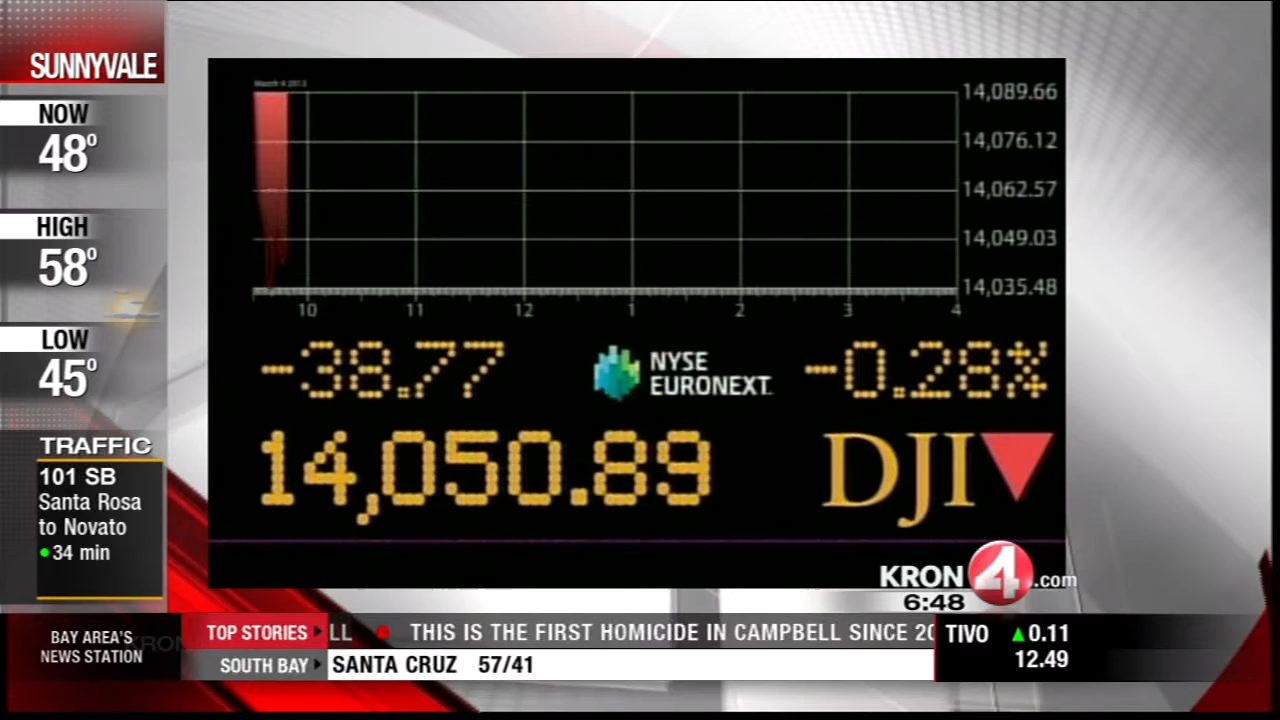 SUNNYVALE
NOW
48°
HIGH
58°
LOW
45°
TRAFFIC
101 SB
Santa Rosa
to Novato
34 min
March 4 2013
14,089.66
14,076.12
14,062.57
14,049.03
14,035.48
10 11 12 1 2 3 4
-38.77 NYSE EURONEXT. -0.28%
14,050.89 DJI
KRON 4 .com
6:48
BAY AREA'S
NEWS STATION
TOP STORIES LL THIS IS THE FIRST HOMICIDE IN CAMPBELL SINCE 20
SOUTH BAY SANTA CRUZ 57/41
TIVO 0.11
12.49